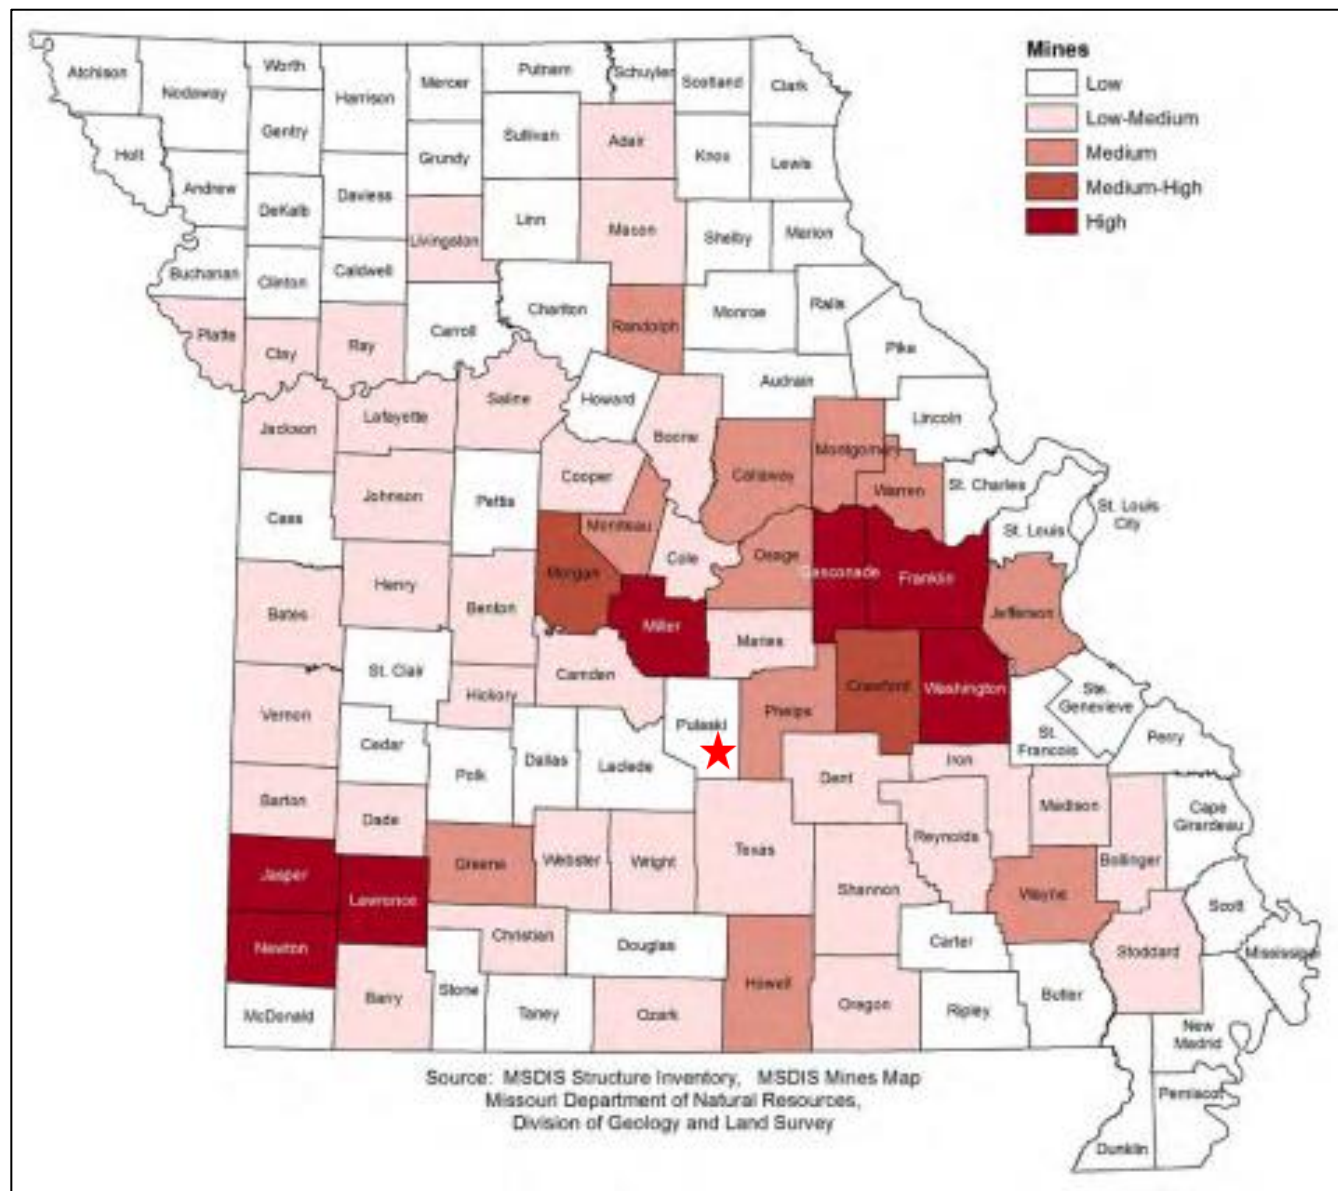 Mines
Low
Low-Medium
Medium
Medium-High
High
Atchison
Nodaway
Worth
Harrison
Mercer
Putnam
Schuyler
Scotland
Clark
Holt
Gentry
Sullivan
Adair
Knox
Lewis
Andrew
DeKalb
Daviess
Grundy
Livingston
Linn
Macon
Shelby
Marion
Buchanan
Clinton
Caldwell
Carroll
Chariton
Randolph
Monroe
Ralls
Pike
Platte
Clay
Ray
Saline
Howard
Audrain
Lincoln
Jackson
Lafayette
Cooper
Boone
Callaway
Montgomery
Warren
St. Charles
St. Louis
City
St. Louis
Cass
Johnson
Pettis
Moniteau
Cole
Osage
Gasconade
Franklin
Jefferson
Bates
Henry
Benton
Morgan
Miller
Maries
Crawford
Washington
Ste.
Genevieve
St.
Francois
Perry
Vernon
St. Clair
Hickory
Camden
Pulaski
Phelps
Iron
Cedar
Polk
Dallas
Laclede
Dent
Madison
Cape
Girardeau
Barton
Dade
Greene
Webster
Wright
Texas
Shannon
Reynolds
Bollinger
Wayne
Scott
Jasper
Lawrence
Christian
Douglas
Carter
Stoddard
Mississippi
Newton
Barry
Stone
Taney
Ozark
Howell
Oregon
Ripley
Butler
New
Madrid
McDonald
Pemiscot
Dunklin
Source: MSDIS Structure Inventory, MSDIS Mines Map
Missouri Department of Natural Resources,
Division of Geology and Land Survey